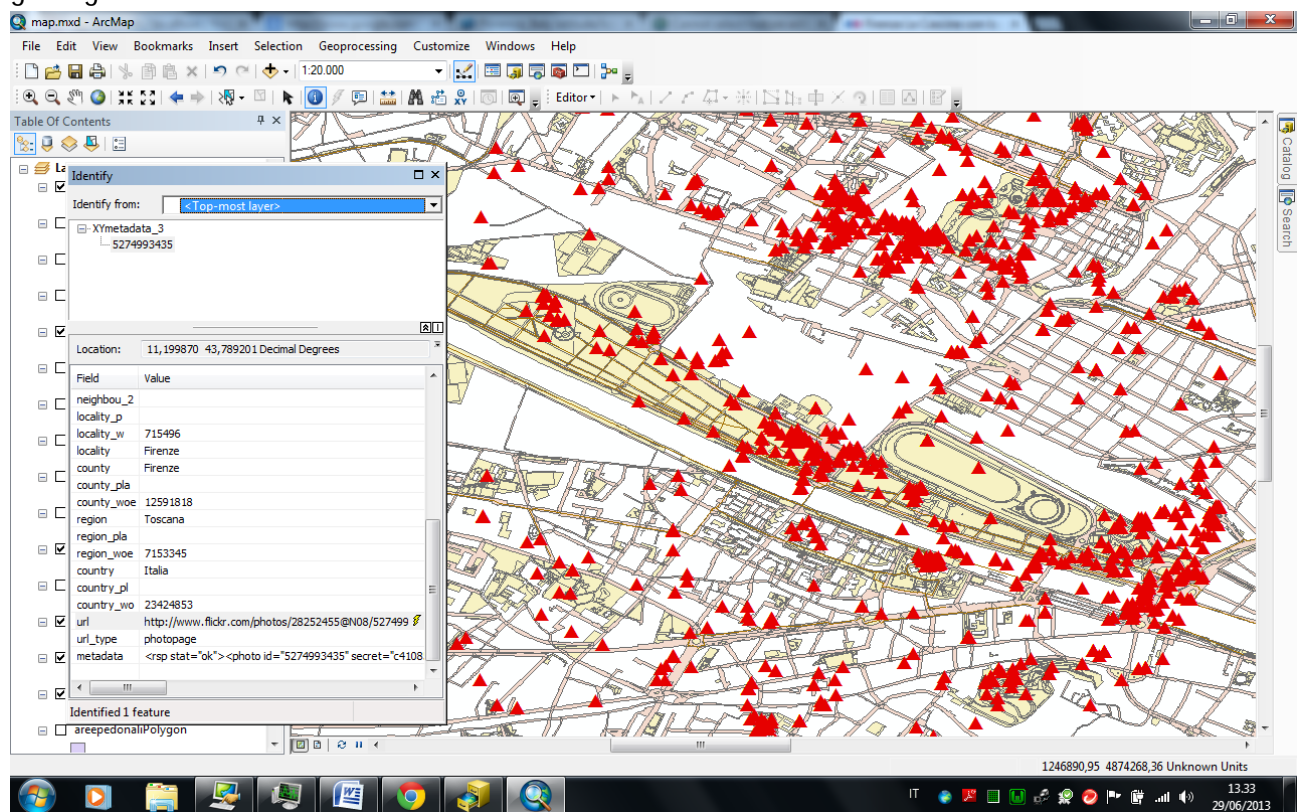 map.mxd - ArcMap
File Edit View Bookmarks Insert Selection Geoprocessing Customize Windows Help
1:20.000
Editor
Table Of Contents
La
Identify
Identify from: <Top-most layer>
XYmetadata_3
5274993435
Location: 11,199870 43,789201 Decimal Degrees
Field Value
neighbou_2
locality_p
locality_w 715496
locality Firenze
county Firenze
county_pla
county_woe 12591818
region Toscana
region_pla
region_woe 7153345
country Italia
country_pl
country_wo 23424853
url http://www.flickr.com/photos/28252455@N08/527499
url_type photopage
metadata <rsp stat="ok"><photo id="5274993435" secret="c4108
Identified 1 feature
areepedonaliPolygon
Catalog
Search
1246890,95 4874268,36 Unknown Units
IT
13.33
29/06/2013